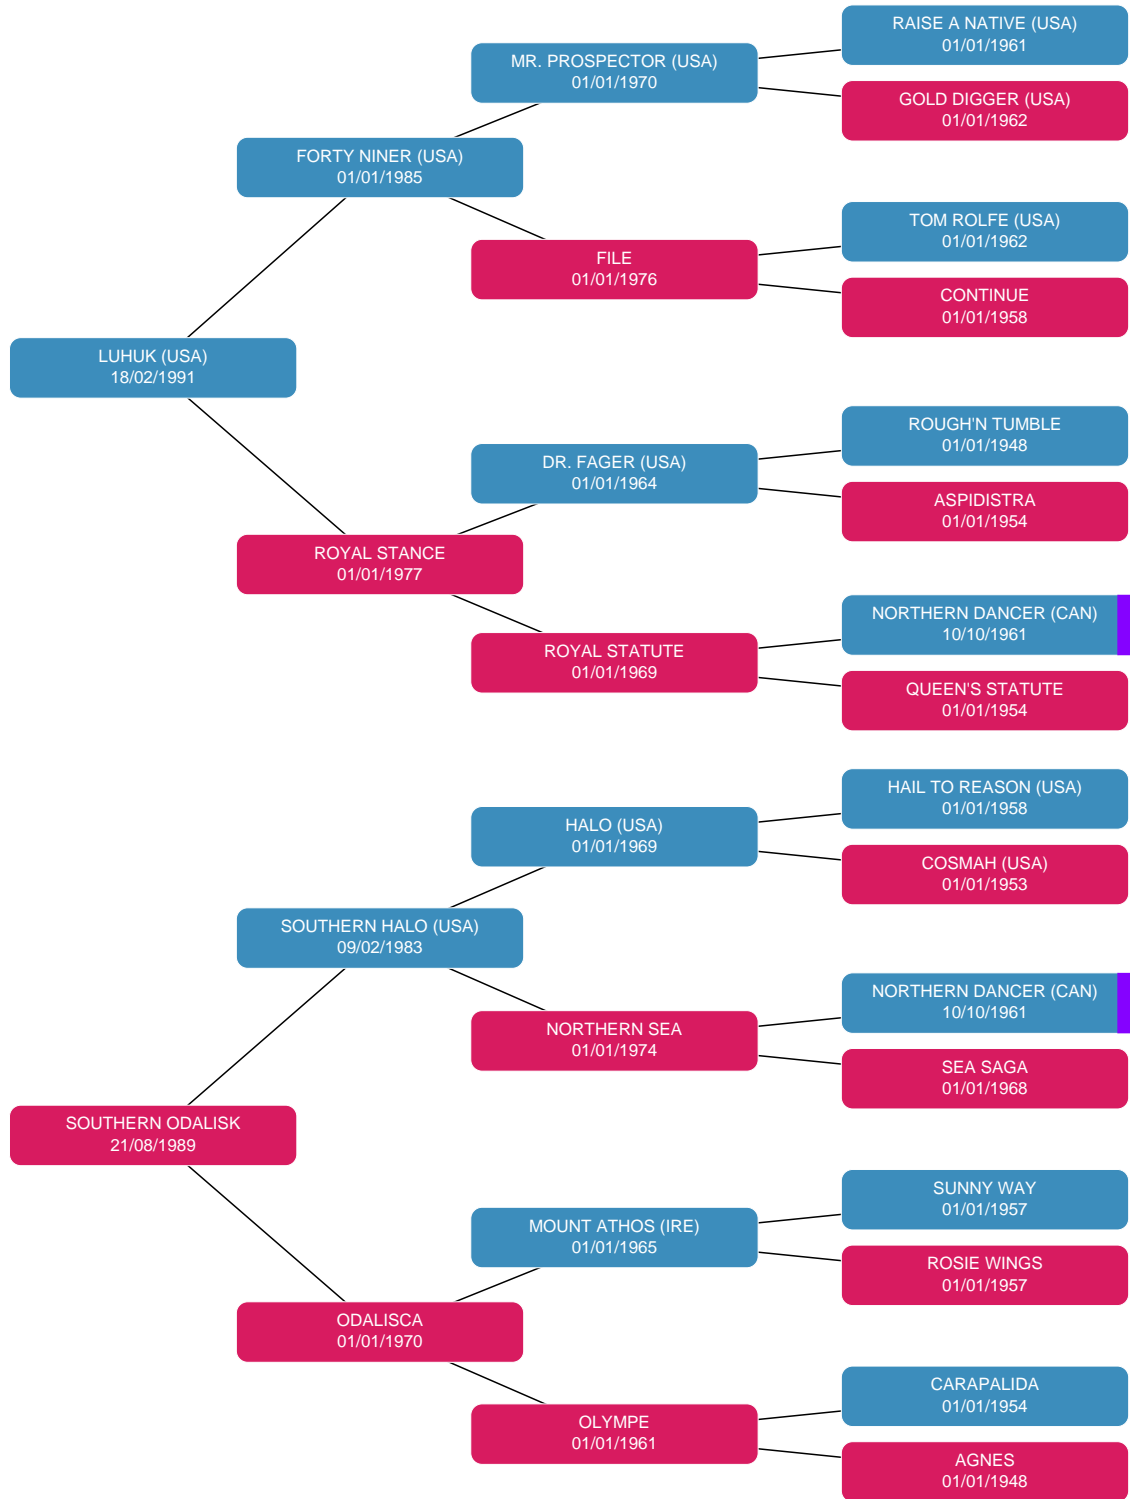 RAISE A NATIVE (USA)
01/01/1961
MR. PROSPECTOR (USA)
01/01/1970
GOLD DIGGER (USA)
01/01/1962
FORTY NINER (USA)
01/01/1985
TOM ROLFE (USA)
01/01/1962
FILE
01/01/1976
CONTINUE
01/01/1958
LUHUK (USA)
18/02/1991
ROUGH'N TUMBLE
01/01/1948
DR. FAGER (USA)
01/01/1964
ASPIDISTRA
01/01/1954
ROYAL STANCE
01/01/1977
NORTHERN DANCER (CAN)
10/10/1961
ROYAL STATUTE
01/01/1969
QUEEN'S STATUTE
01/01/1954
HAIL TO REASON (USA)
01/01/1958
HALO (USA)
01/01/1969
COSMAH (USA)
01/01/1953
SOUTHERN HALO (USA)
09/02/1983
NORTHERN DANCER (CAN)
10/10/1961
NORTHERN SEA
01/01/1974
SEA SAGA
01/01/1968
SOUTHERN ODALISK
21/08/1989
SUNNY WAY
01/01/1957
MOUNT ATHOS (IRE)
01/01/1965
ROSIE WINGS
01/01/1957
ODALISCA
01/01/1970
CARAPALIDA
01/01/1954
OLYMPE
01/01/1961
AGNES
01/01/1948